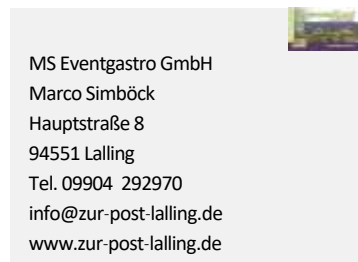 MS Eventgastro GmbH
Marco Simböck
Hauptstraße 8
94551 Lalling
Tel. 09904 292970
info@zur-post-lalling.de
www.zur-post-lalling.de